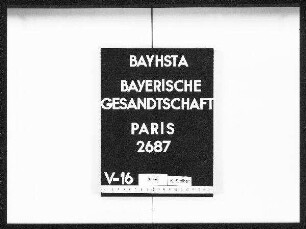 BAYHSTA
BAYERISCHE
GESANDTSCHAFT
PARIS
2687
V-16